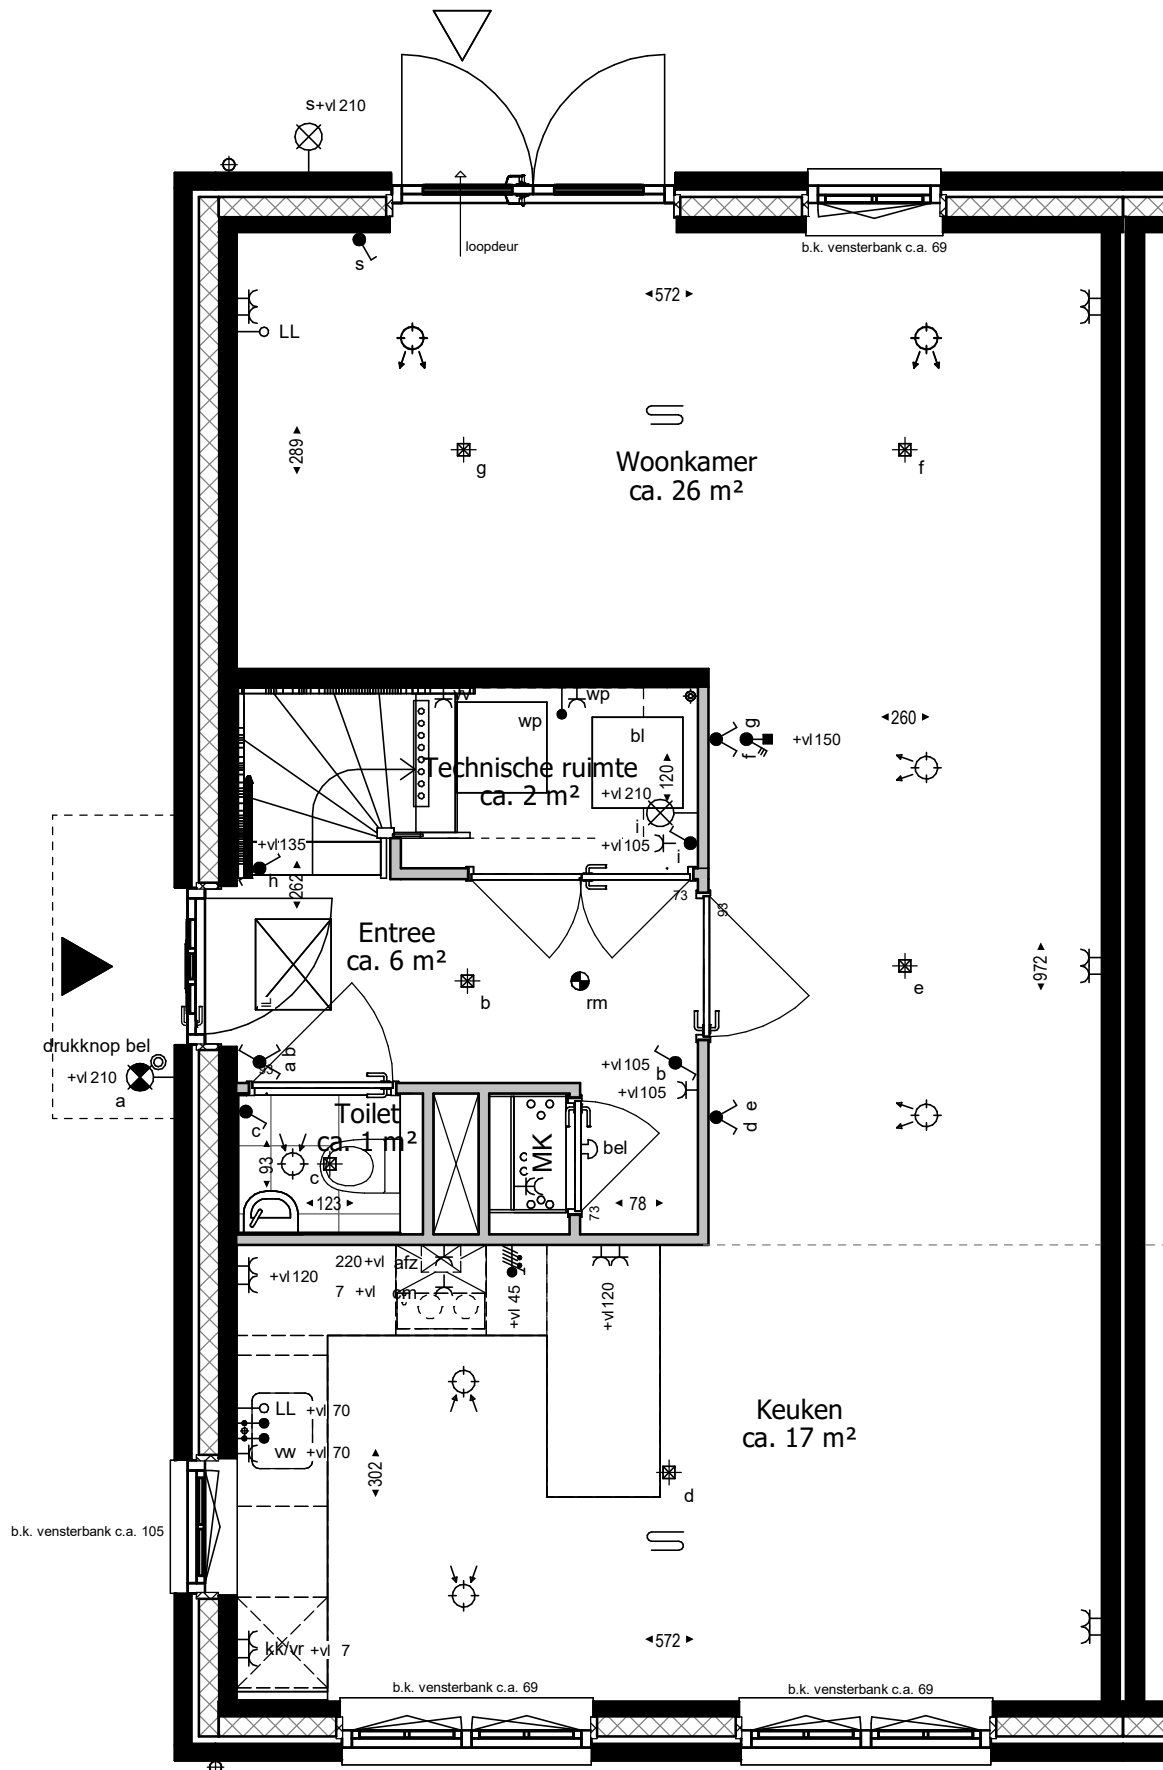 s+vl 210
loopdeur
b.k. vensterbank c.a. 69
s
572
LL
289
g
Woonkamer
ca. 26 m²
f
wp
wp
bl
g
f
+vl 150
260
Technische ruimte
ca. 2 m²
120
+vl 210
i
+vl 135
+vl 105
i
h
262
73
93
Entree
ca. 6 m²
972
b
rm
e
drukknop bel
+vl 210
a
a b
93
+vl 105
b
+vl 105
Toilet
ca. 1 m²
c
c
93
123
MK
bel
d e
73
78
+vl 120
220+vl afz
7 +vl cm
+vl 45
+vl 120
LL +vl 70
vw +vl 70
Keuken
ca. 17 m²
302
d
b.k. vensterbank c.a. 105
kk/vr +vl 7
572
b.k. vensterbank c.a. 69
b.k. vensterbank c.a. 69